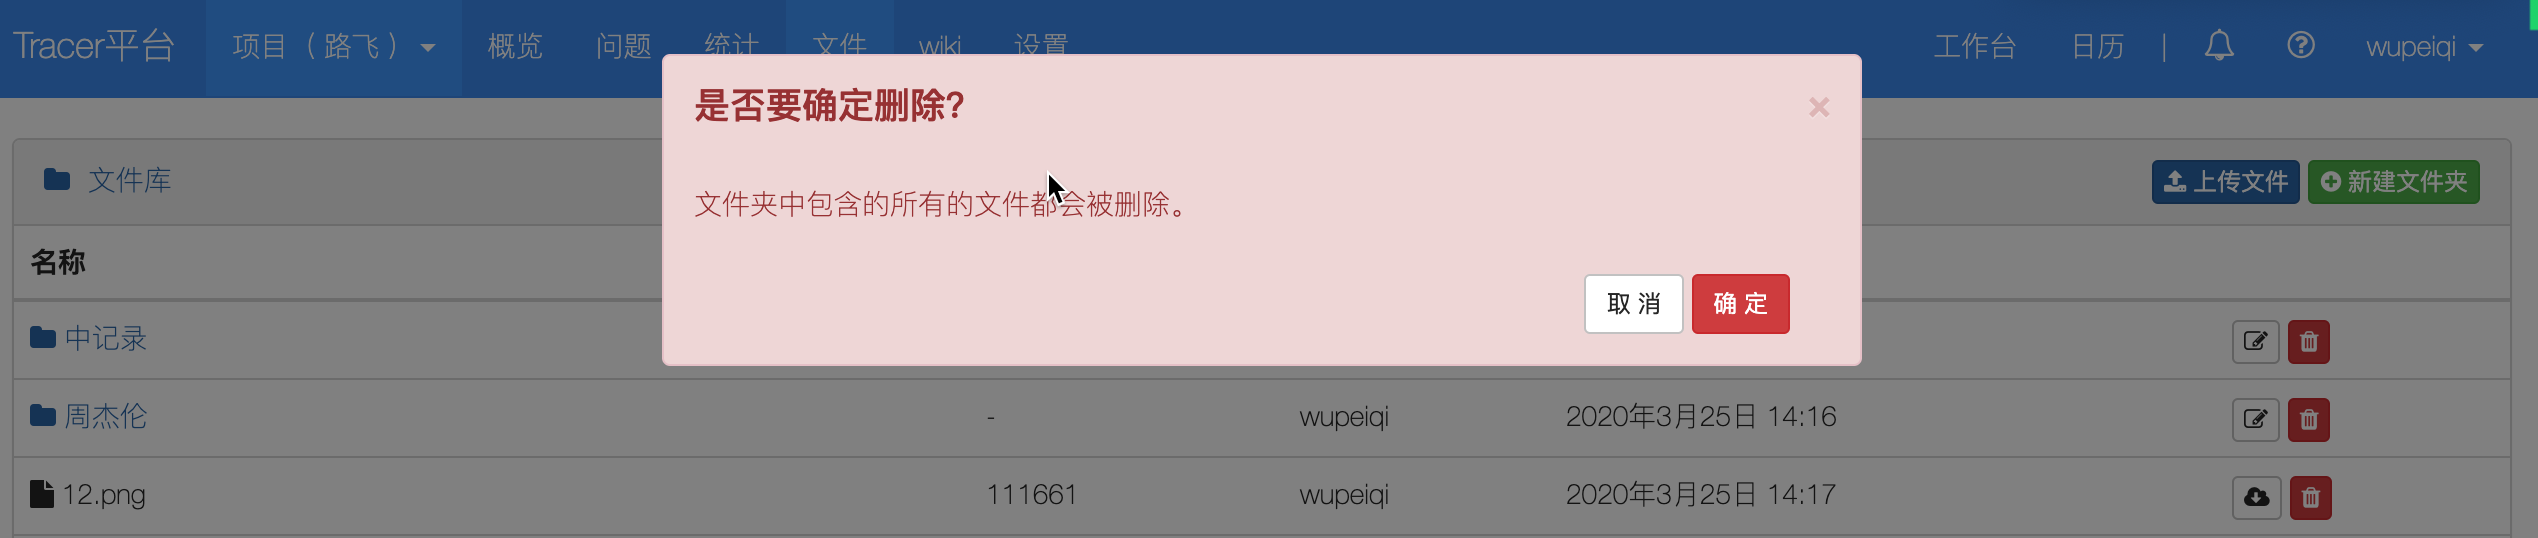 Tracer平台 项目（路飞） 概览 问题 统计 文件 wiki 设置 工作台 日历 | wupeiqi
是否要确定删除? ×
文件库 上传文件 新建文件夹
文件夹中包含的所有的文件都会被删除。
名称
取 消 确 定
中记录
周杰伦 - wupeiqi 2020年3月25日 14:16
12.png 111661 wupeiqi 2020年3月25日 14:17